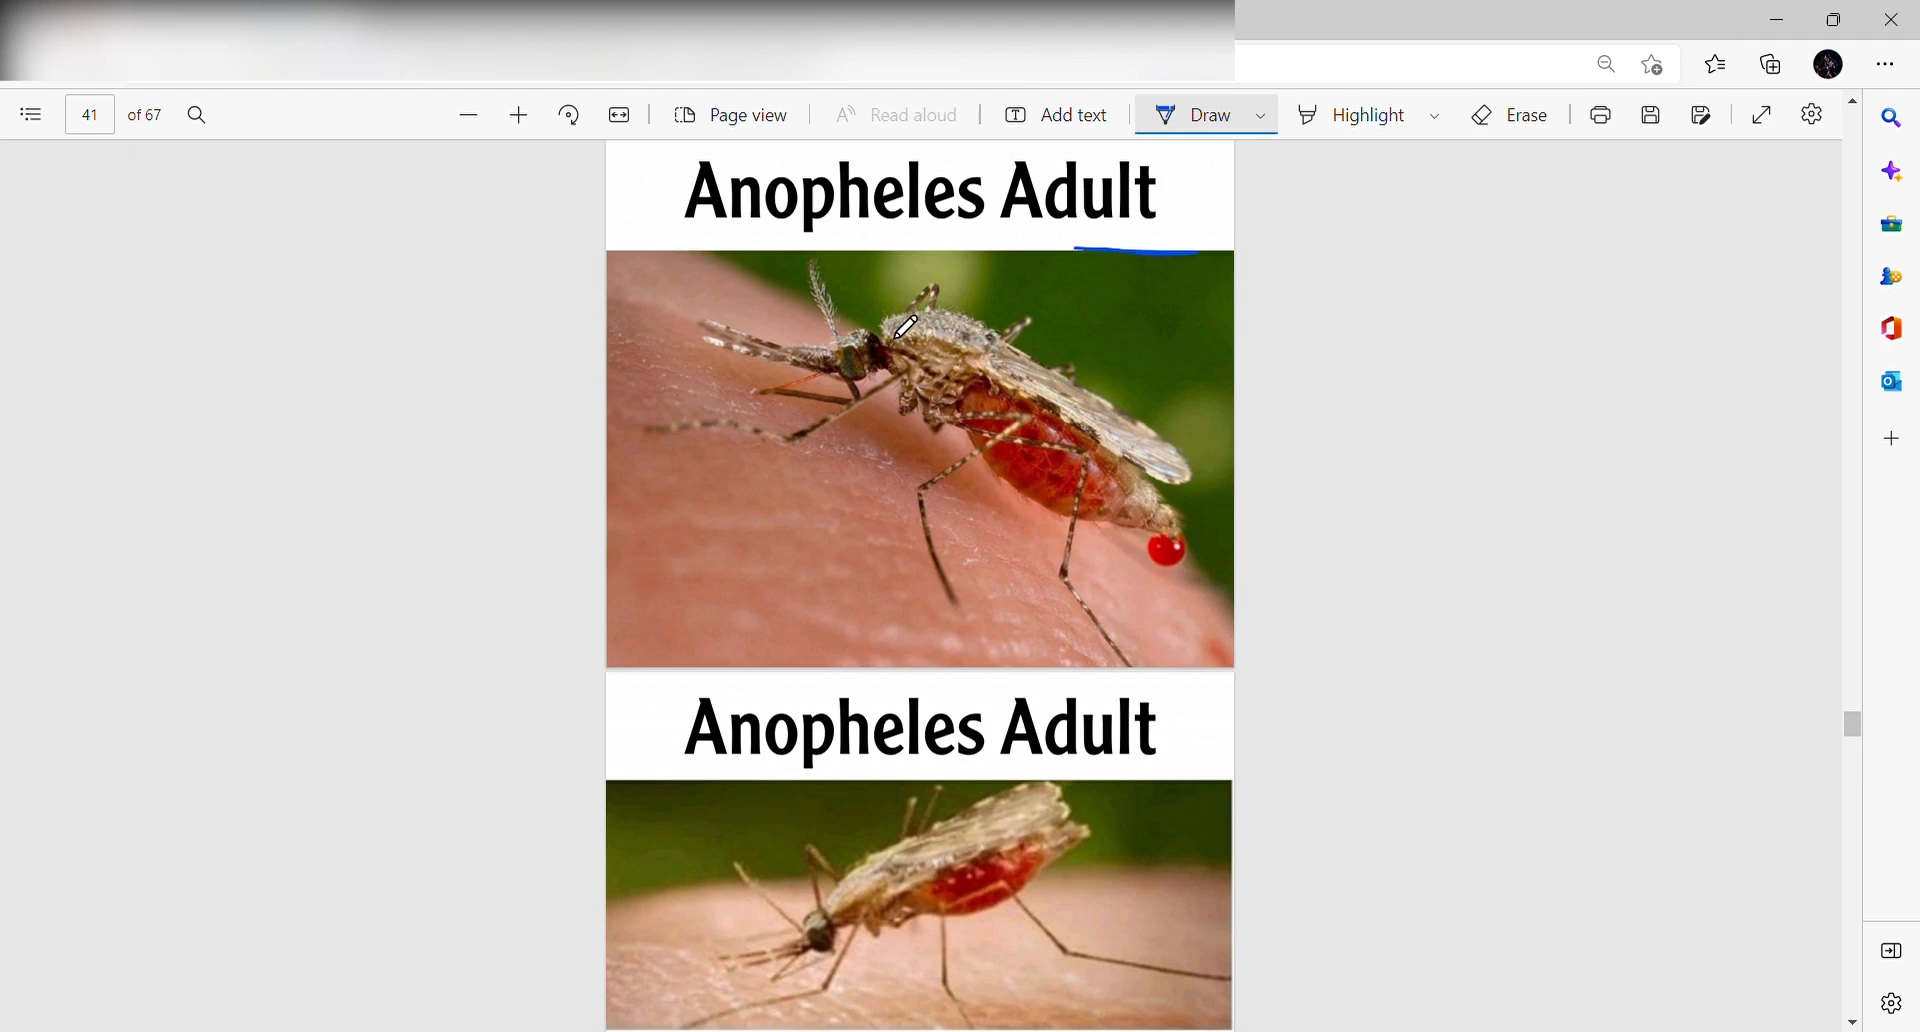 41 of 67 Page view Read aloud Add text Draw Highlight Erase
Anopheles Adult
Anopheles Adult